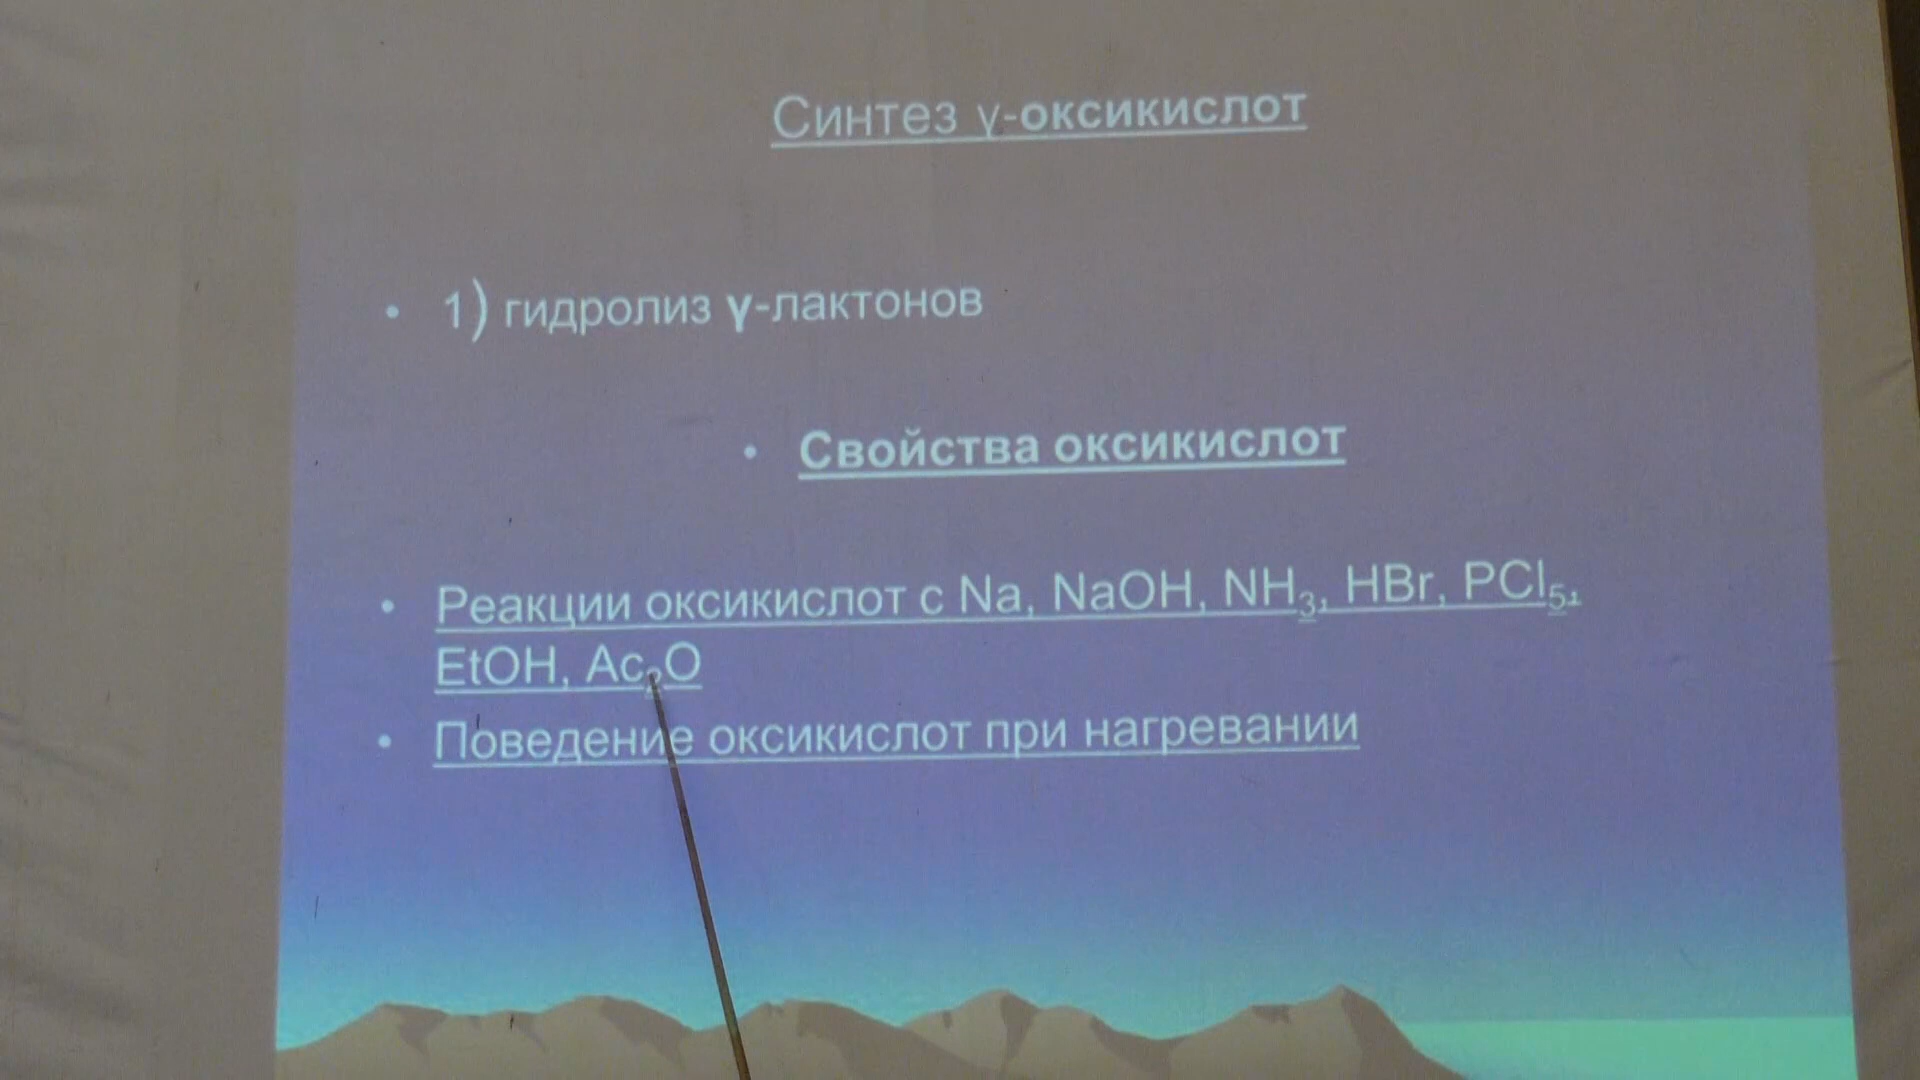 Синтез γ-оксикислот
• 1) гидролиз γ-лактонов
• Свойства оксикислот
• Реакции оксикислот с Na, NaOH, NH₃, HBr, PCl₅,
EtOH, Ac₂O
• Поведение оксикислот при нагревании